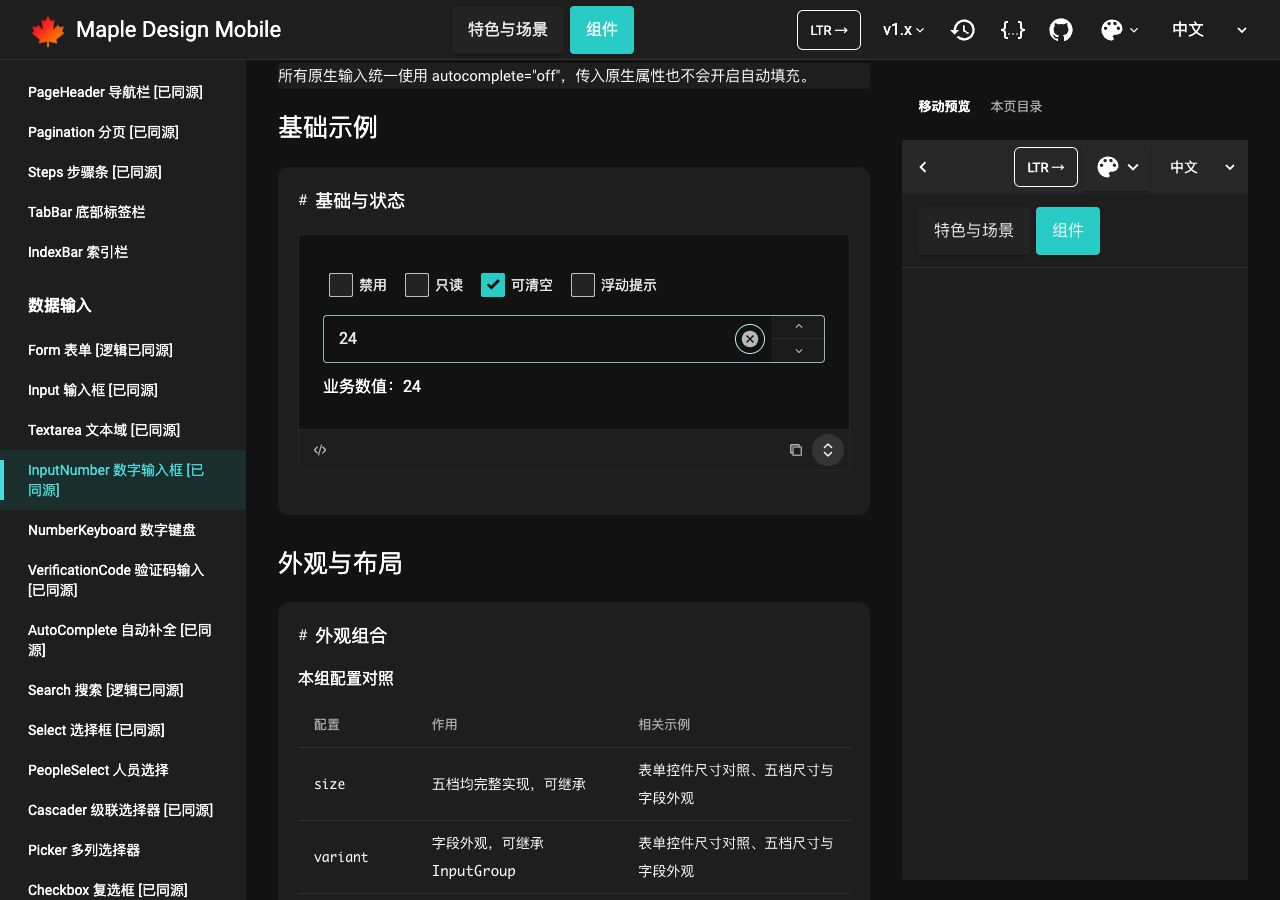 Maple Design Mobile
特色与场景
组件
LTR→
v1.x
{...}
中文
PageHeader 导航栏 [已同源]
Pagination 分页 [已同源]
Steps 步骤条 [已同源]
TabBar 底部标签栏
IndexBar 索引栏
数据输入
Form 表单 [逻辑已同源]
Input 输入框 [已同源]
Textarea 文本域 [已同源]
InputNumber 数字输入框 [已
同源]
NumberKeyboard 数字键盘
VerificationCode 验证码输入
[已同源]
AutoComplete 自动补全 [已同
源]
Search 搜索 [逻辑已同源]
Select 选择框 [已同源]
PeopleSelect 人员选择
Cascader 级联选择器 [已同源]
Picker 多列选择器
Checkbox 复选框 [已同源]
所有原生输入统一使用 autocomplete="off"，传入原生属性也不会开启自动填充。
基础示例
# 基础与状态
禁用
只读
可清空
浮动提示
24
业务数值：24
外观与布局
# 外观组合
本组配置对照
配置 作用 相关示例
size 五档均完整实现，可继承 表单控件尺寸对照、五档尺寸与
字段外观
variant 字段外观，可继承 表单控件尺寸对照、五档尺寸与
InputGroup 字段外观
移动预览
本页目录
LTR→
中文
特色与场景
组件